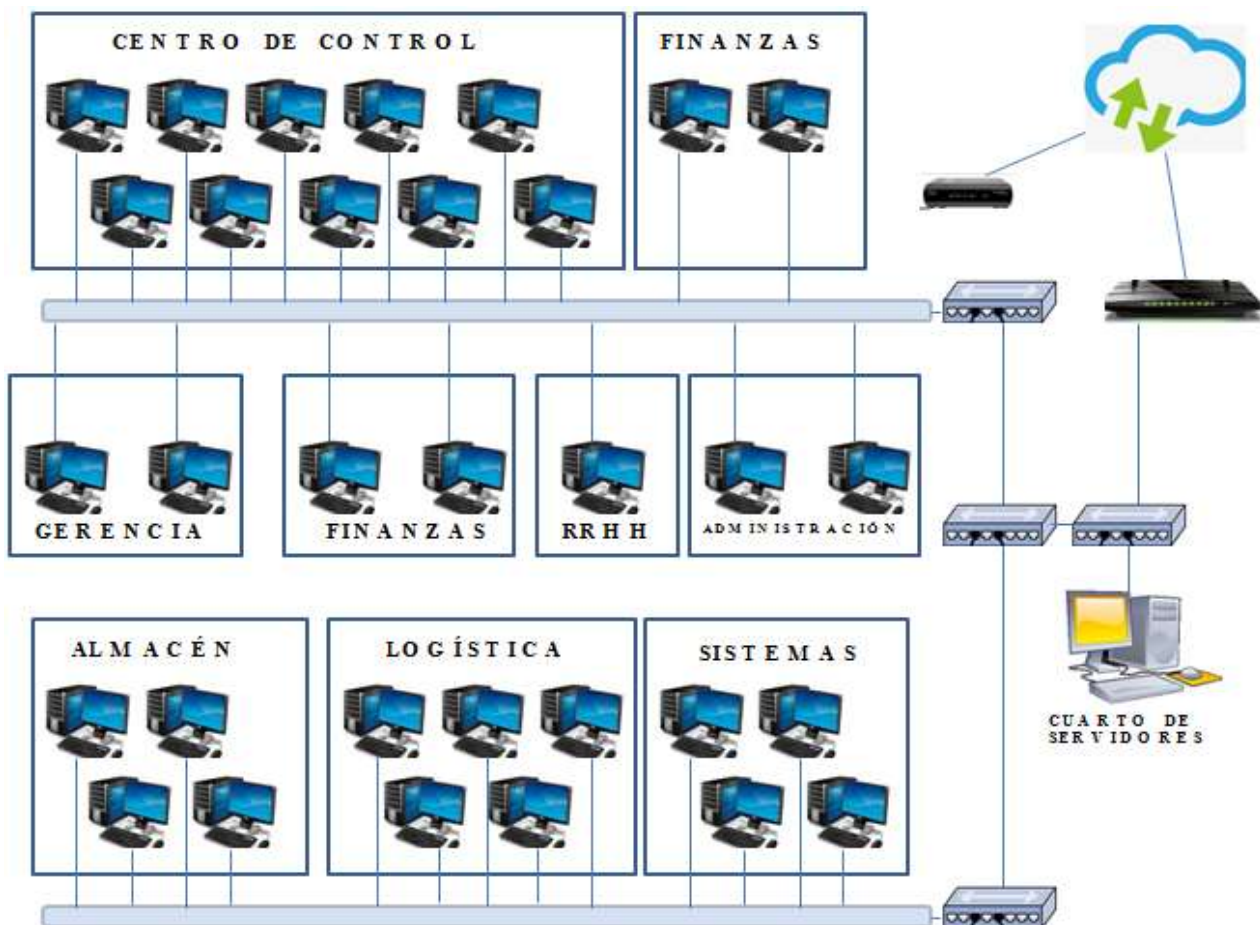 CENTRO DE CONTROL
FINANZAS
GERENCIA
FINANZAS
RRHH
ADMINISTRACIÓN
ALMACÉN
LOGÍSTICA
SISTEMAS
CUARTO DE
SERVIDORES